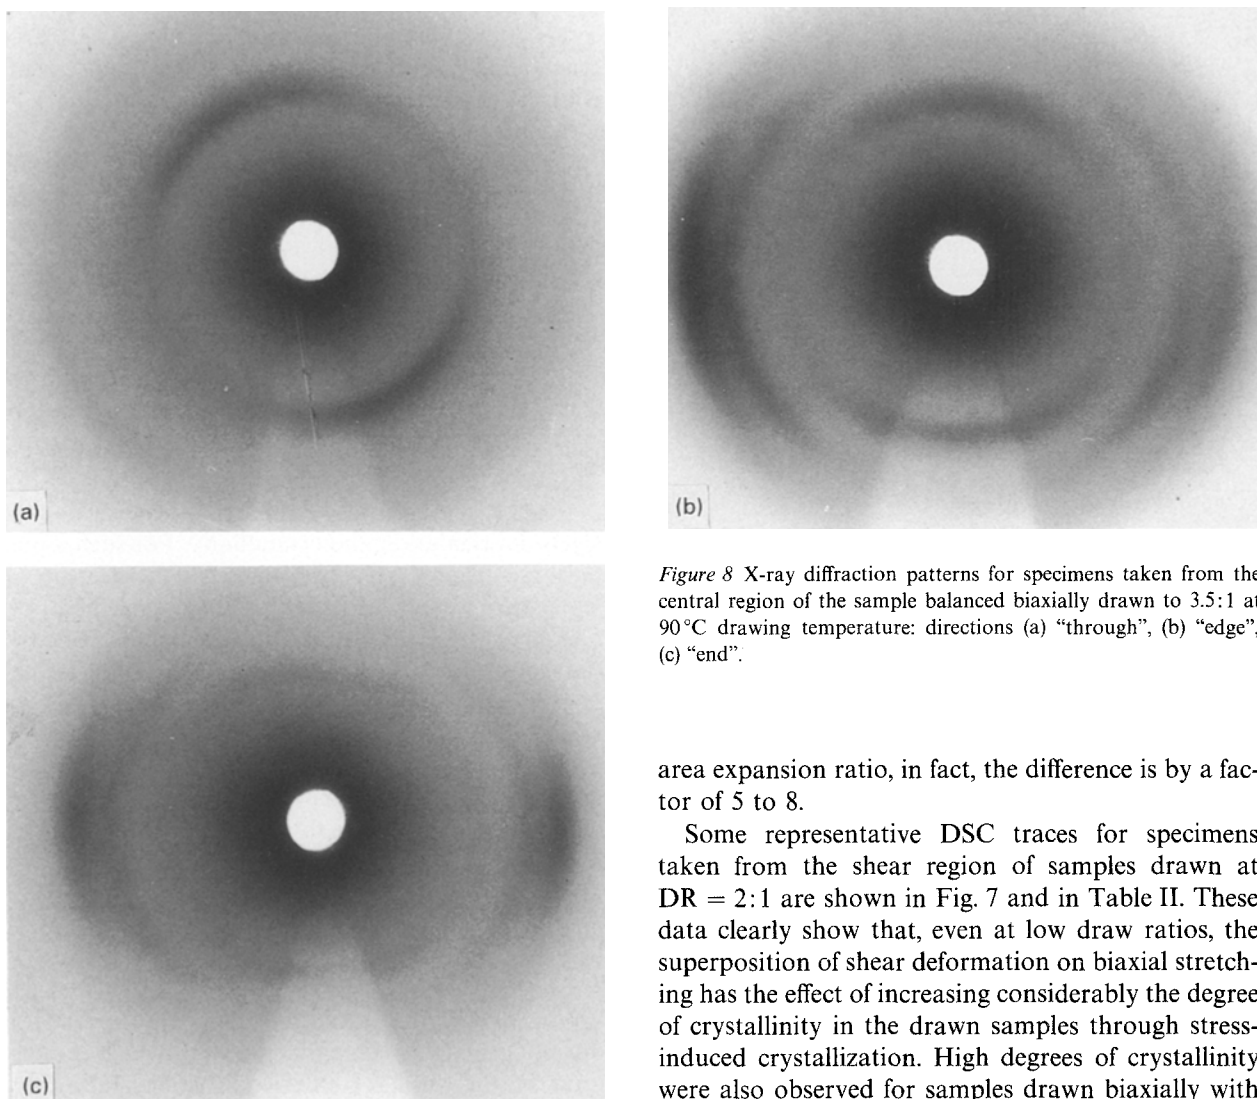 (a)
(b)
(c)
Figure 8 X-ray diffraction patterns for specimens taken from the
central region of the sample balanced biaxially drawn to 3.5:1 at
90 °C drawing temperature: directions (a) “through”, (b) “edge”,
(c) “end”.
area expansion ratio, in fact, the difference is by a fac-
tor of 5 to 8.
Some representative DSC traces for specimens
taken from the shear region of samples drawn at
DR = 2:1 are shown in Fig. 7 and in Table II. These
data clearly show that, even at low draw ratios, the
superposition of shear deformation on biaxial stretch-
ing has the effect of increasing considerably the degree
of crystallinity in the drawn samples through stress-
induced crystallization. High degrees of crystallinity
were also observed for samples drawn biaxially with